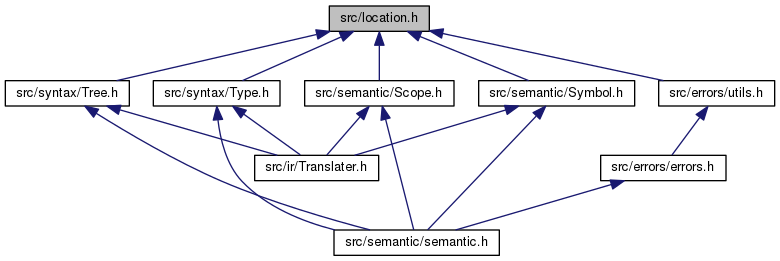 src/location.h
src/syntax/Tree.h
src/syntax/Type.h
src/semantic/Scope.h
src/semantic/Symbol.h
src/errors/utils.h
src/ir/Translater.h
src/errors/errors.h
src/semantic/semantic.h